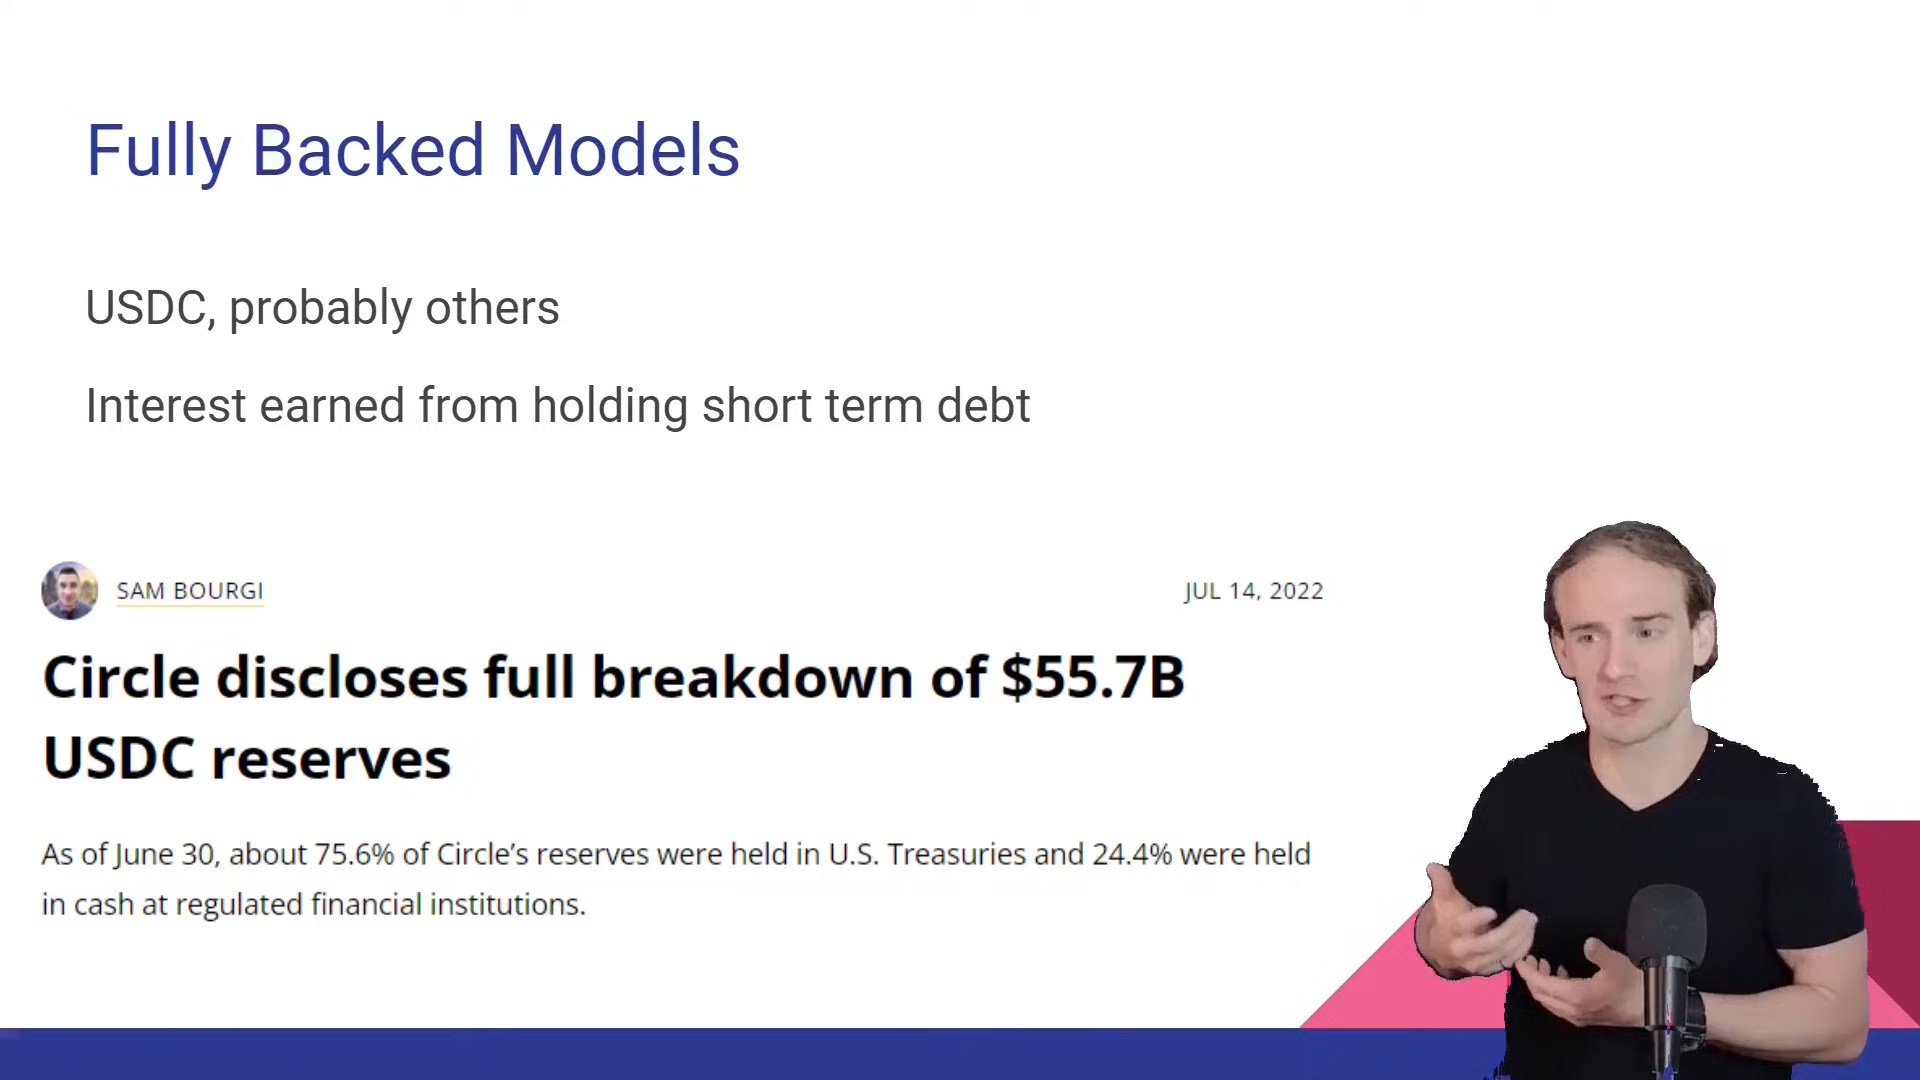 Fully Backed Models
USDC, probably others
Interest earned from holding short term debt
SAM BOURGI
JUL 14, 2022
Circle discloses full breakdown of $55.7B
USDC reserves
As of June 30, about 75.6% of Circle’s reserves were held in U.S. Treasuries and 24.4% were held
in cash at regulated financial institutions.